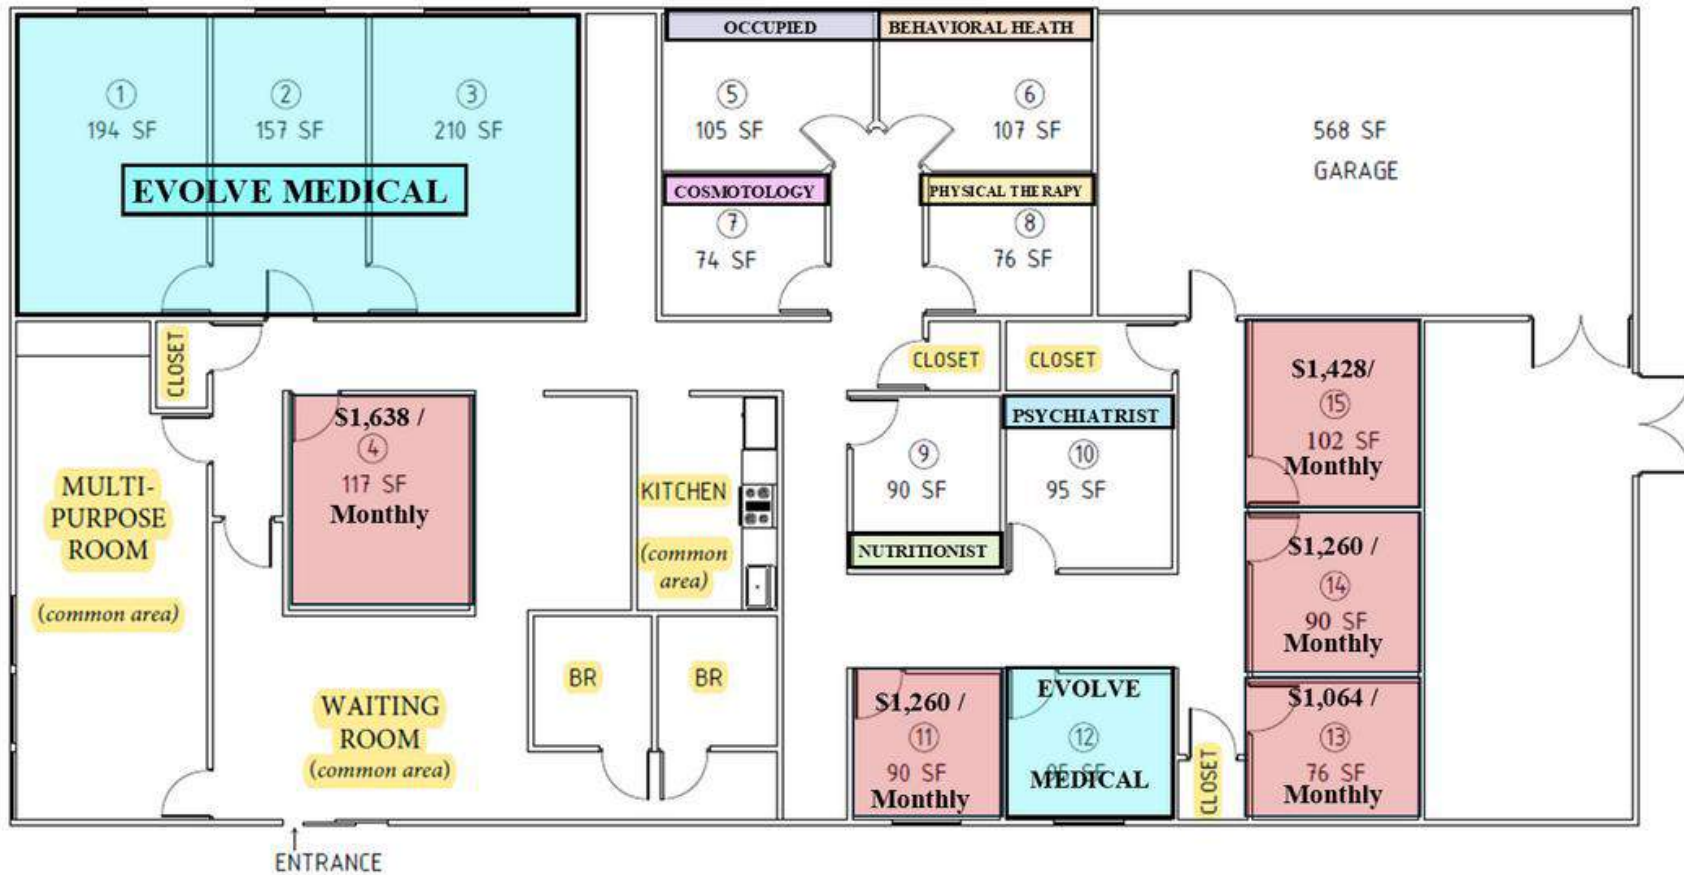 OCCUPIED
BEHAVIORAL HEATH
1
194 SF
2
157 SF
3
210 SF
EVOLVE MEDICAL
5
105 SF
6
107 SF
568 SF
GARAGE
COSMOTOLOGY
7
74 SF
PHYSICAL THERAPY
8
76 SF
CLOSET
CLOSET
CLOSET
$1,638 /
4
117 SF
Monthly
MULTI-
PURPOSE
ROOM
(common area)
KITCHEN
(common
area)
9
90 SF
NUTRITIONIST
PSYCHIATRIST
10
95 SF
$1,428/
15
102 SF
Monthly
$1,260 /
14
90 SF
Monthly
WAITING
ROOM
(common area)
BR
BR
$1,260 /
11
90 SF
Monthly
EVOLVE
12
MEDICAL
CLOSET
$1,064 /
13
76 SF
Monthly
ENTRANCE